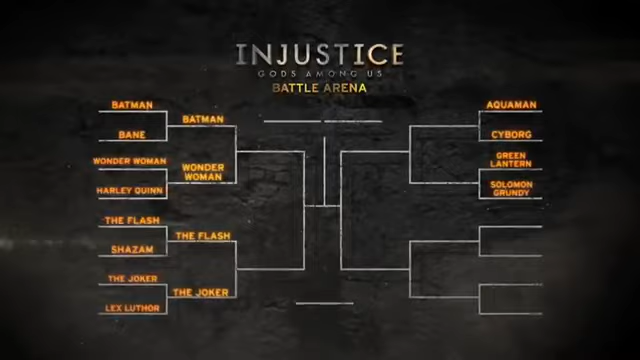 INJUSTICE
GODS AMONG US
BATTLE ARENA
BATMAN
BANE
WONDER WOMAN
HARLEY QUINN
THE FLASH
SHAZAM
THE JOKER
LEX LUTHOR
BATMAN
WONDER
WOMAN
THE FLASH
THE JOKER
AQUAMAN
CYBORG
GREEN
LANTERN
SOLOMON
GRUNDY